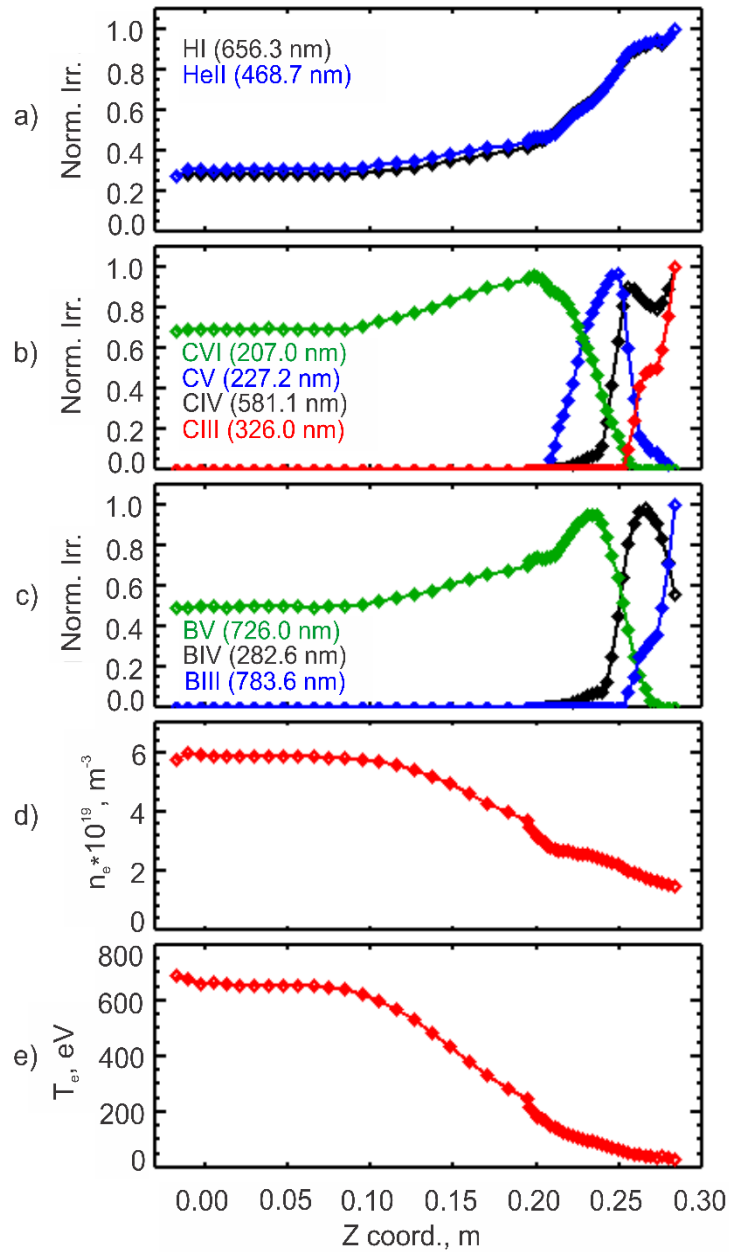 a)
Norm. Irr.
1.0
0.8
0.6
0.4
0.2
0.0
HI (656.3 nm)
HeII (468.7 nm)
b)
Norm. Irr.
1.0
0.8
0.6
0.4
0.2
0.0
CVI (207.0 nm)
CV (227.2 nm)
CIV (581.1 nm)
CIII (326.0 nm)
c)
Norm. Irr.
1.0
0.8
0.6
0.4
0.2
0.0
BV (726.0 nm)
BIV (282.6 nm)
BIII (783.6 nm)
d)
nₑ*10¹⁹, m⁻³
6
4
2
0
e)
Tₑ, eV
800
600
400
200
0
0.00 0.05 0.10 0.15 0.20 0.25 0.30
Z coord., m